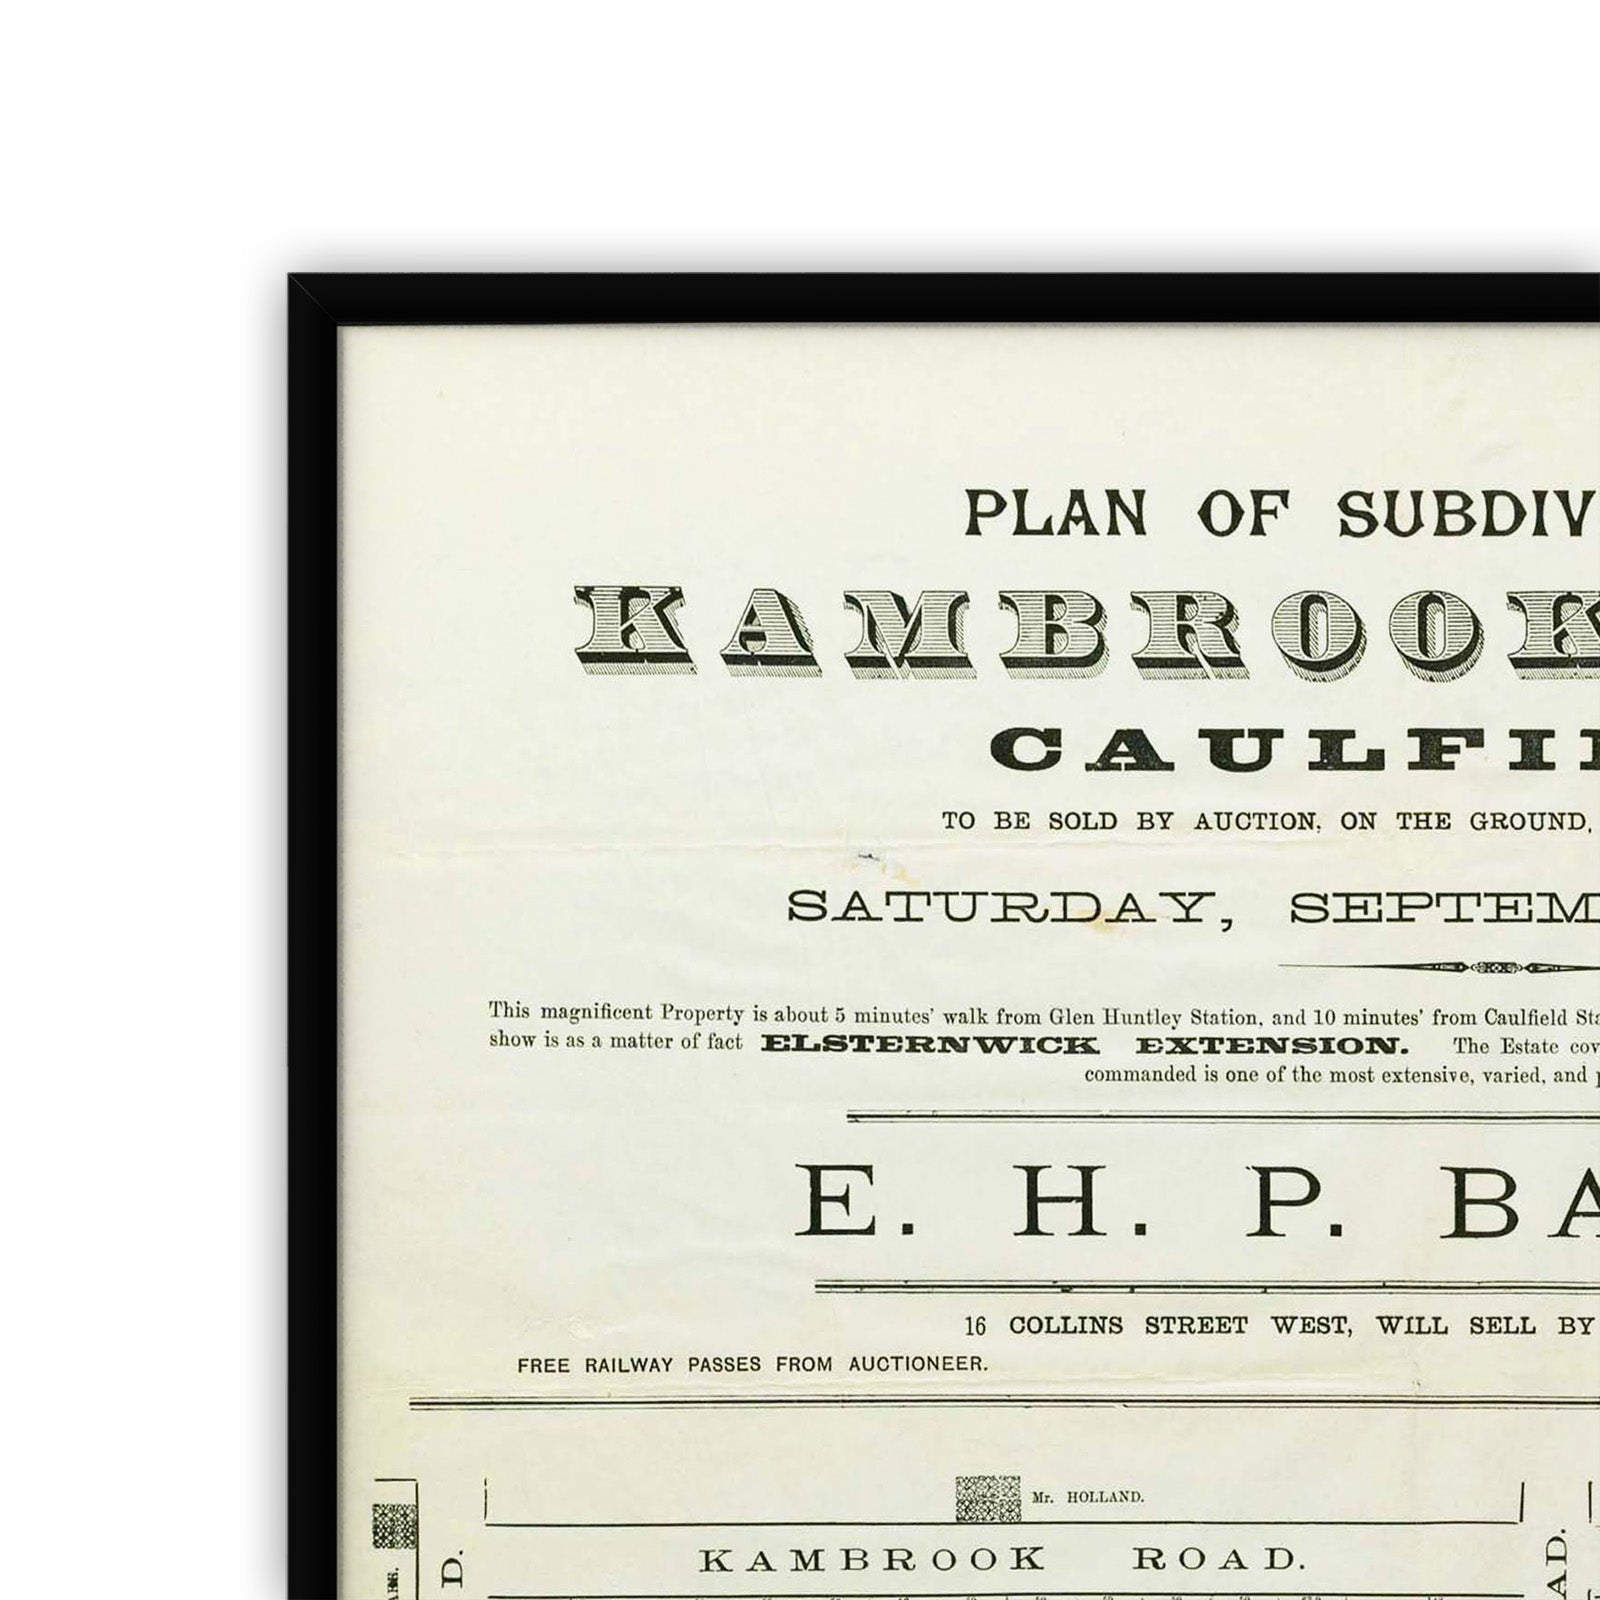 PLAN OF SUBDIV
KAMBROOK
CAULFI
TO BE SOLD BY AUCTION, ON THE GROUND,
SATURDAY, SEPTEM
This magnificent Property is about 5 minutes' walk from Glen Huntley Station, and 10 minutes' from Caulfield Sta
show is as a matter of fact ELSTERNWICK EXTENSION. The Estate cov
commanded is one of the most extensive, varied, and p
E. H. P. BA
16 COLLINS STREET WEST, WILL SELL BY
FREE RAILWAY PASSES FROM AUCTIONEER.
Mr. HOLLAND.
KAMBROOK ROAD.
D.
AD.